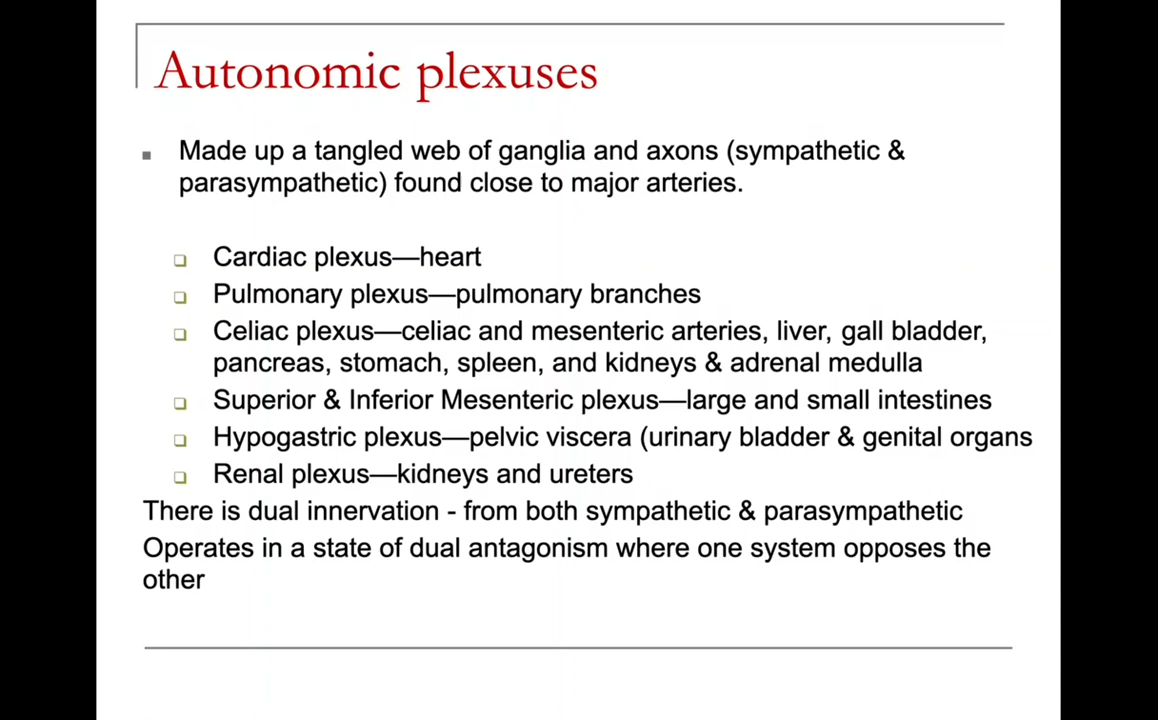 Autonomic plexuses
Made up a tangled web of ganglia and axons (sympathetic &
parasympathetic) found close to major arteries.
Cardiac plexus—heart
Pulmonary plexus—pulmonary branches
Celiac plexus—celiac and mesenteric arteries, liver, gall bladder,
pancreas, stomach, spleen, and kidneys & adrenal medulla
Superior & Inferior Mesenteric plexus—large and small intestines
Hypogastric plexus—pelvic viscera (urinary bladder & genital organs
Renal plexus—kidneys and ureters
There is dual innervation - from both sympathetic & parasympathetic
Operates in a state of dual antagonism where one system opposes the
other